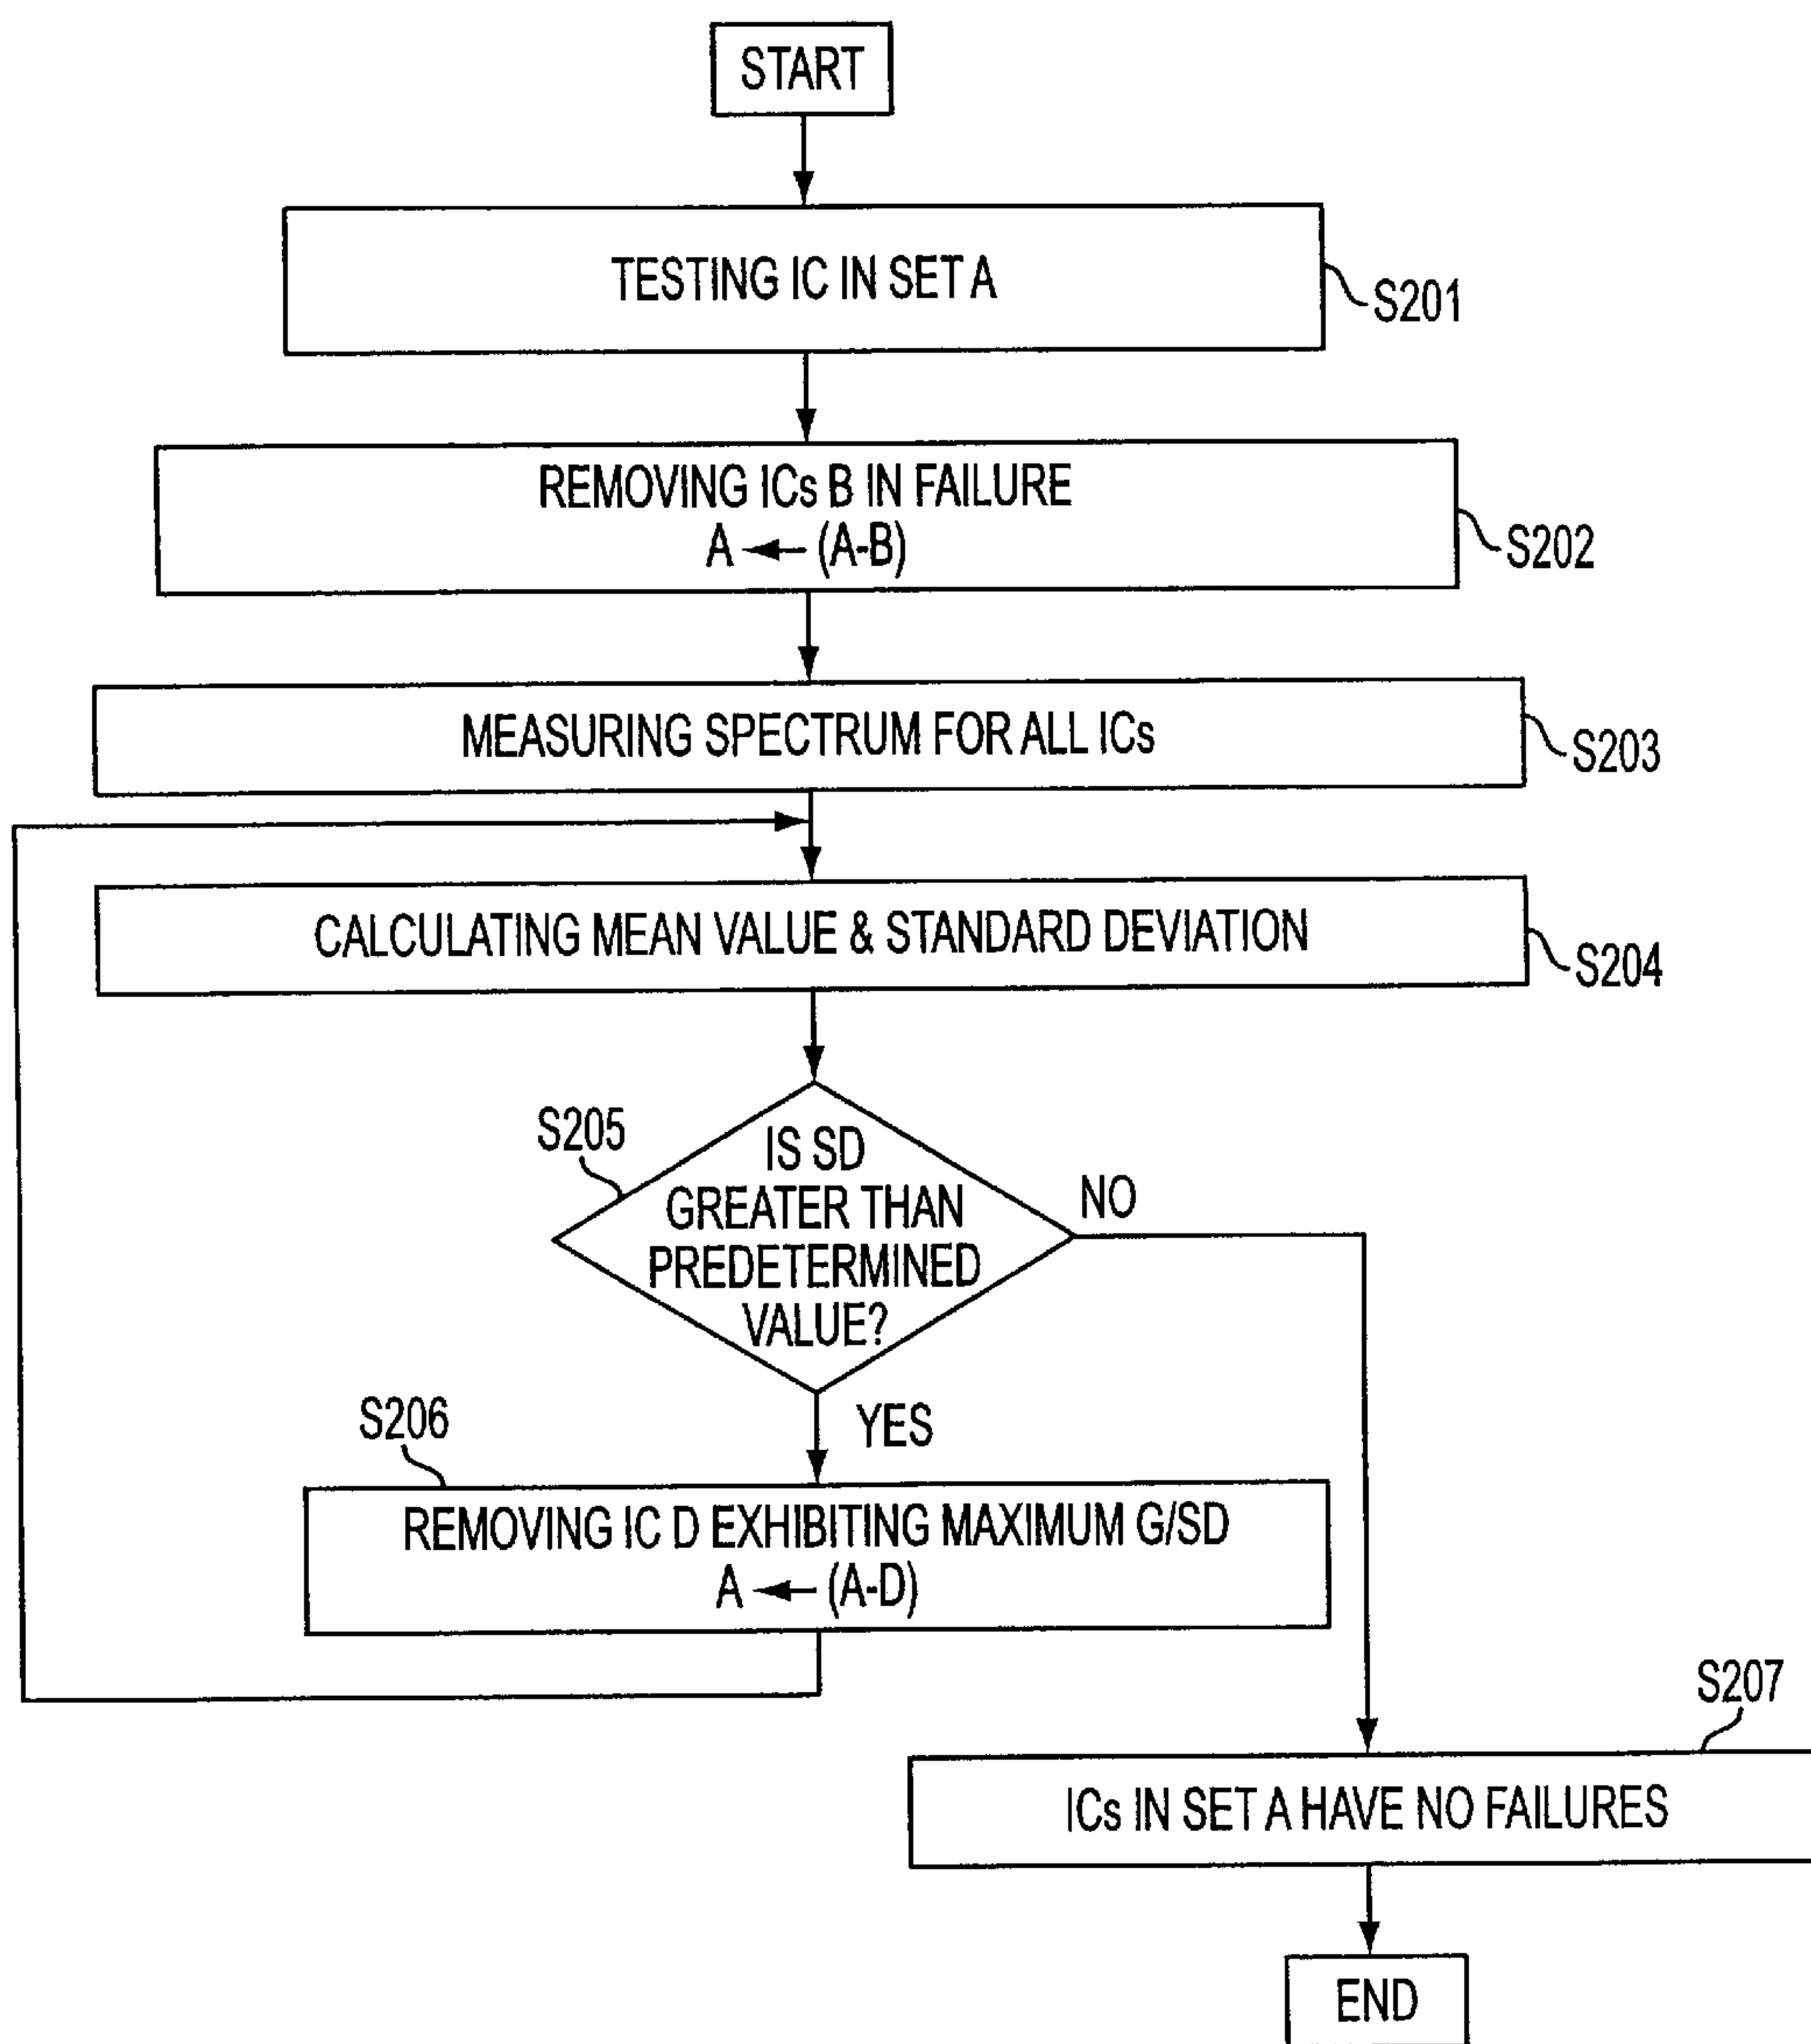 START
TESTING IC IN SET A
S201
REMOVING ICs B IN FAILURE
A ← (A-B)
S202
MEASURING SPECTRUM FOR ALL ICs
S203
CALCULATING MEAN VALUE & STANDARD DEVIATION
S204
S205
IS SD
GREATER THAN
PREDETERMINED
VALUE?
NO
YES
S206
REMOVING IC D EXHIBITING MAXIMUM G/SD
A ← (A-D)
S207
ICs IN SET A HAVE NO FAILURES
END